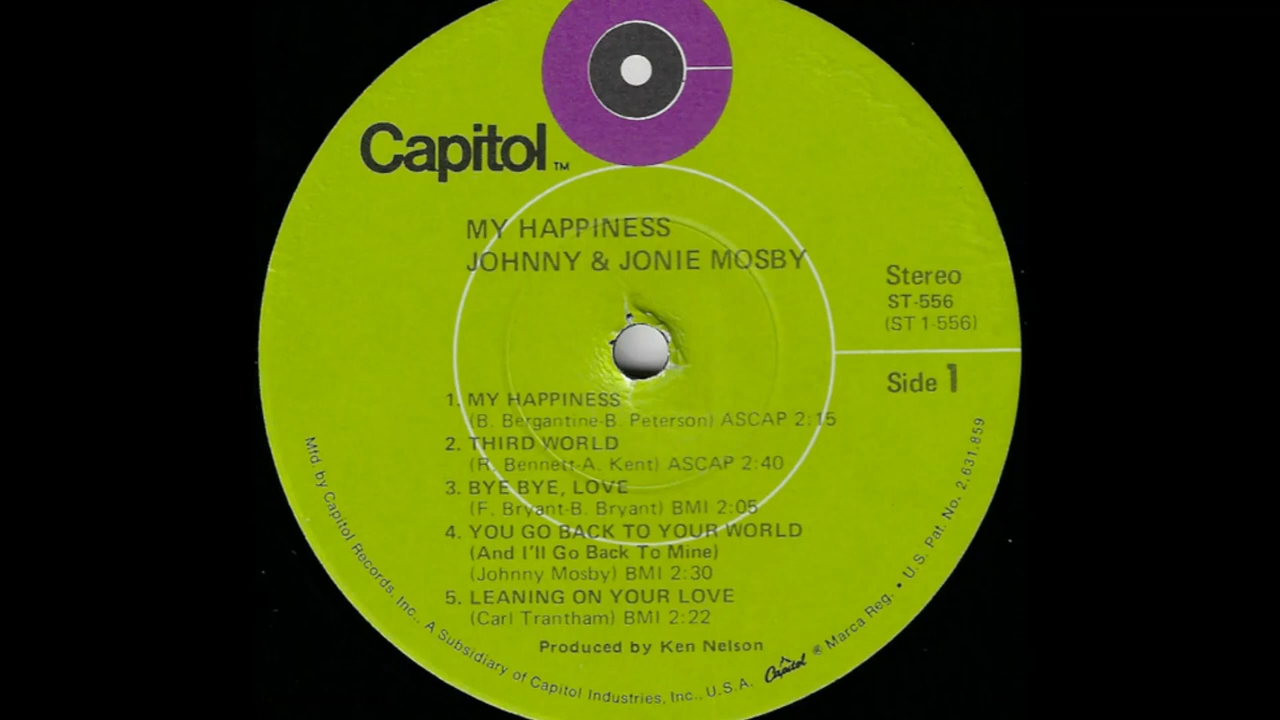 Capitol™
MY HAPPINESS
JOHNNY & JONIE MOSBY
Stereo
ST-556
(ST 1-556)
Side 1
1. MY HAPPINESS
(B. Bergantine-B. Peterson) ASCAP 2:15
2. THIRD WORLD
(R. Bennett-A. Kent) ASCAP 2:40
3. BYE BYE, LOVE
(F. Bryant-B. Bryant) BMI 2:05
4. YOU GO BACK TO YOUR WORLD
(And I'll Go Back To Mine)
(Johnny Mosby) BMI 2:30
5. LEANING ON YOUR LOVE
(Carl Trantham) BMI 2:22
Produced by Ken Nelson
Mfd. by Capitol Records, Inc., A Subsidiary of Capitol Industries, Inc., U.S.A. Capitol ® Marca Reg. • U.S. Pat. No. 2,631,859